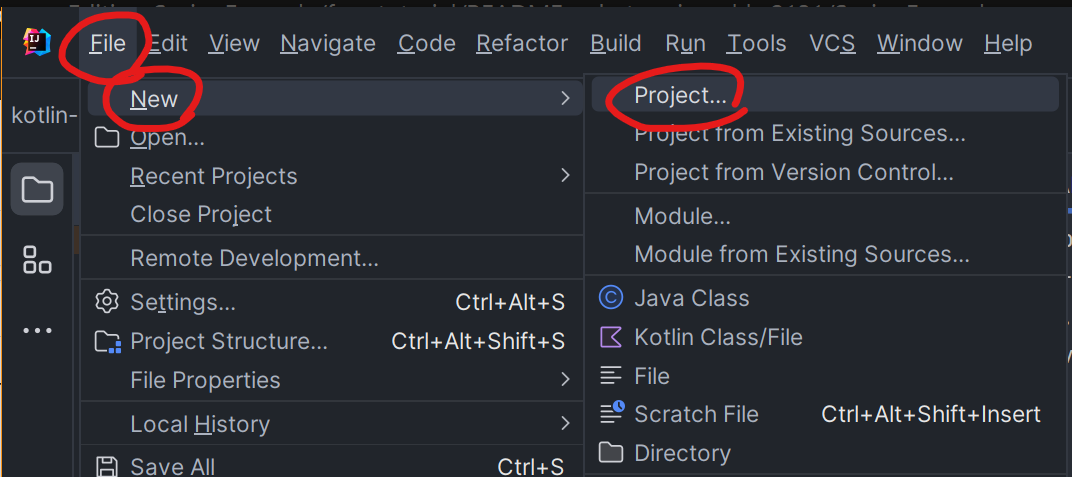 IJ
File Edit View Navigate Code Refactor Build Run Tools VCS Window Help
kotlin-
New
Open...
Recent Projects
Close Project
Remote Development...
Settings... Ctrl+Alt+S
Project Structure... Ctrl+Alt+Shift+S
File Properties
Local History
Save All Ctrl+S
Project...
Project from Existing Sources...
Project from Version Control...
Module...
Module from Existing Sources...
Java Class
Kotlin Class/File
File
Scratch File Ctrl+Alt+Shift+Insert
Directory